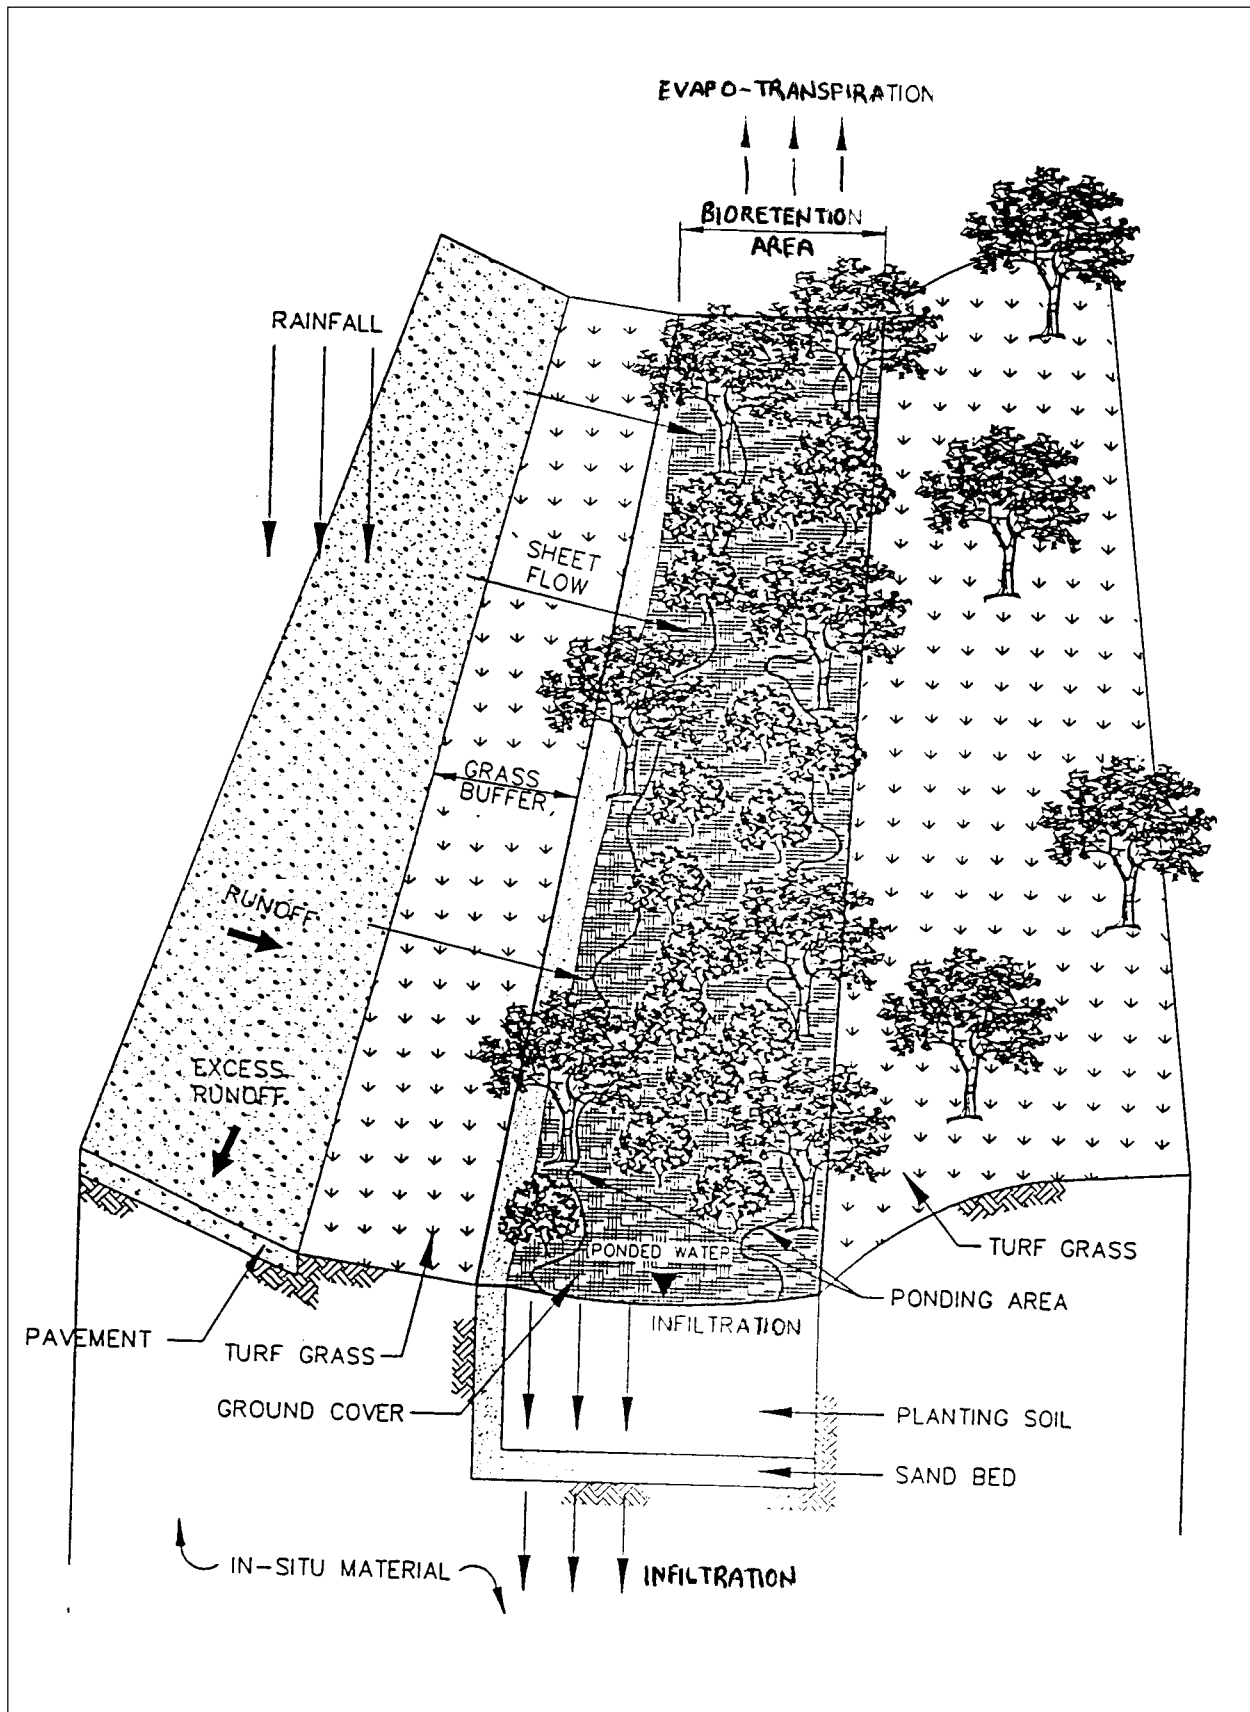 EVAPO-TRANSPIRATION
BIORETENTION
AREA
RAINFALL
SHEET
FLOW
GRASS
BUFFER
RUNOFF
EXCESS
RUNOFF
PONDED WATER
TURF GRASS
PONDING AREA
INFILTRATION
PAVEMENT
TURF GRASS
GROUND COVER
PLANTING SOIL
SAND BED
IN-SITU MATERIAL
INFILTRATION